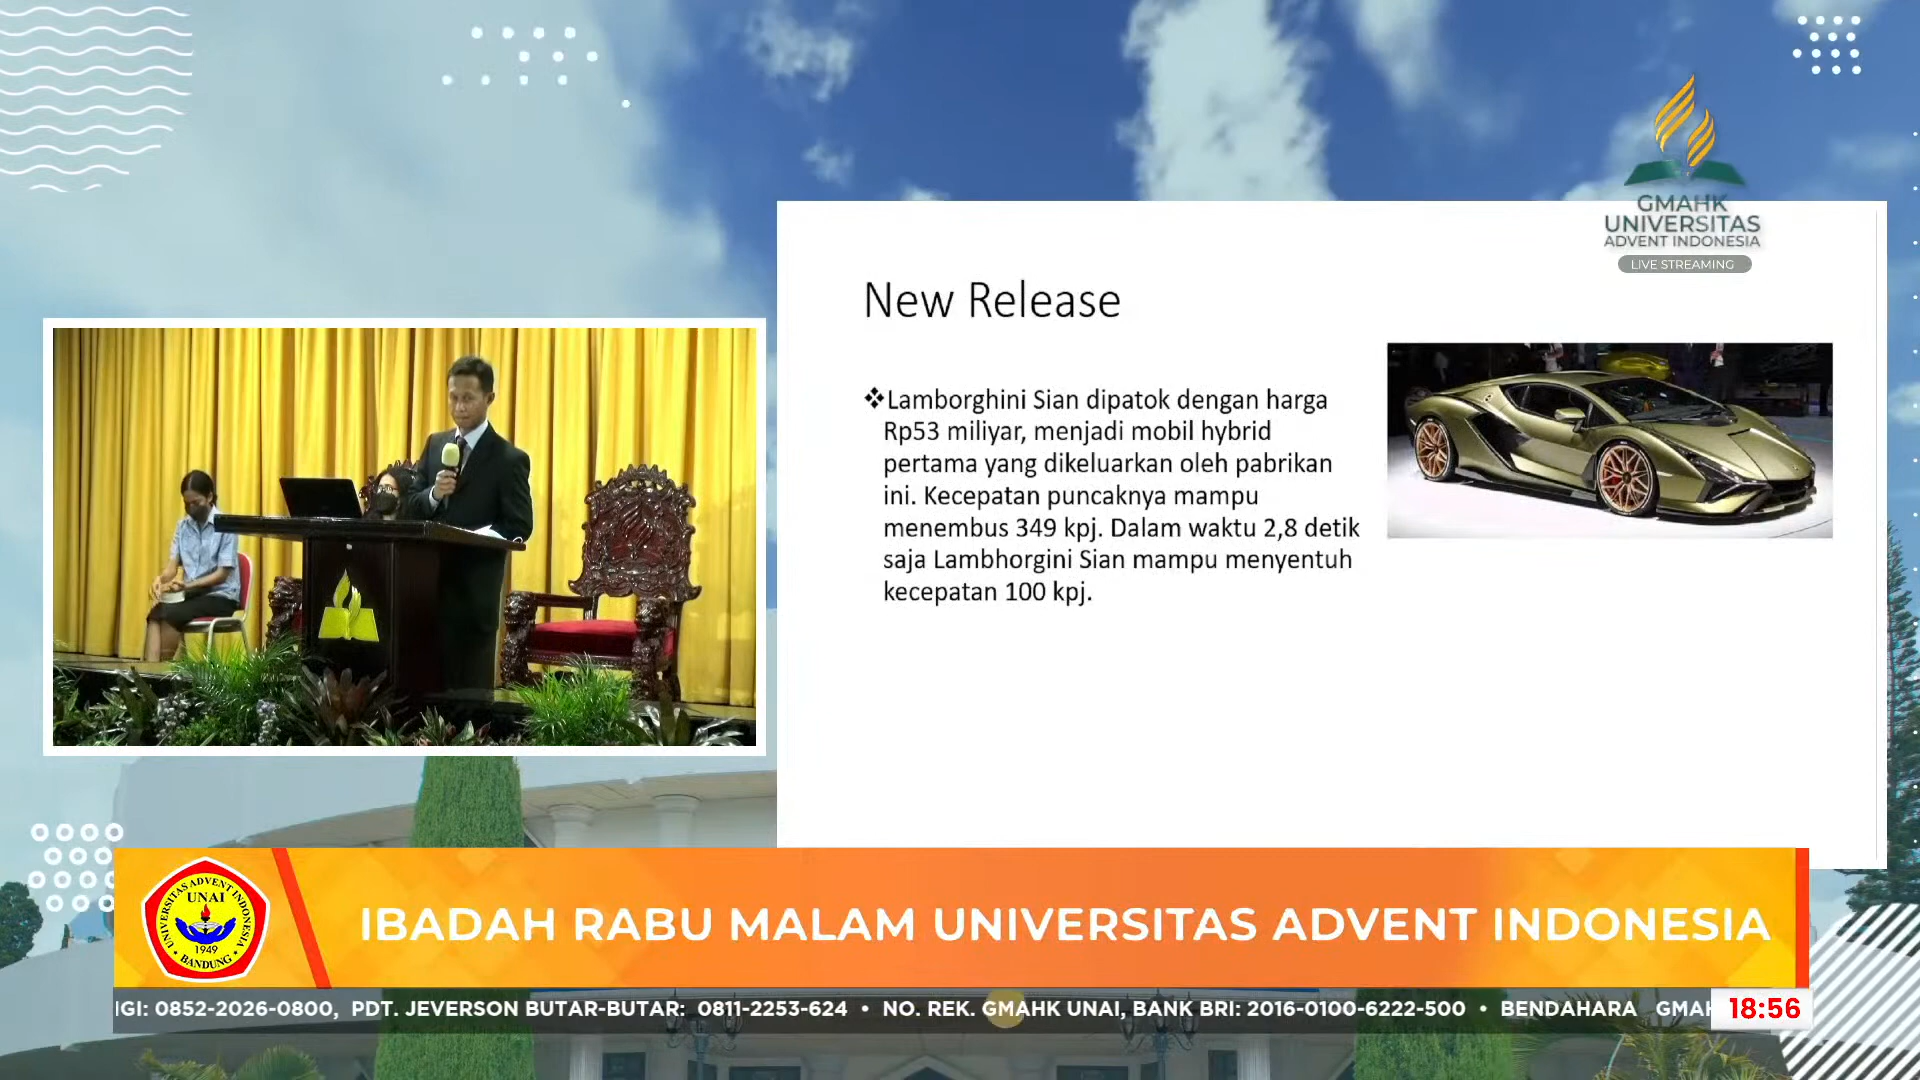 GMAHK
UNIVERSITAS
ADVENT INDONESIA
LIVE STREAMING
New Release
❖Lamborghini Sian dipatok dengan harga
Rp53 miliyar, menjadi mobil hybrid
pertama yang dikeluarkan oleh pabrikan
ini. Kecepatan puncaknya mampu
menembus 349 kpj. Dalam waktu 2,8 detik
saja Lambhorgini Sian mampu menyentuh
kecepatan 100 kpj.
UNIVERSITAS ADVENT INDONESIA
UNAI
1949
BANDUNG
IBADAH RABU MALAM UNIVERSITAS ADVENT INDONESIA
IGI: 0852-2026-0800, PDT. JEVERSON BUTAR-BUTAR: 0811-2253-624 • NO. REK. GMAHK UNAI, BANK BRI: 2016-0100-6222-500 • BENDAHARA GMAH
18:56